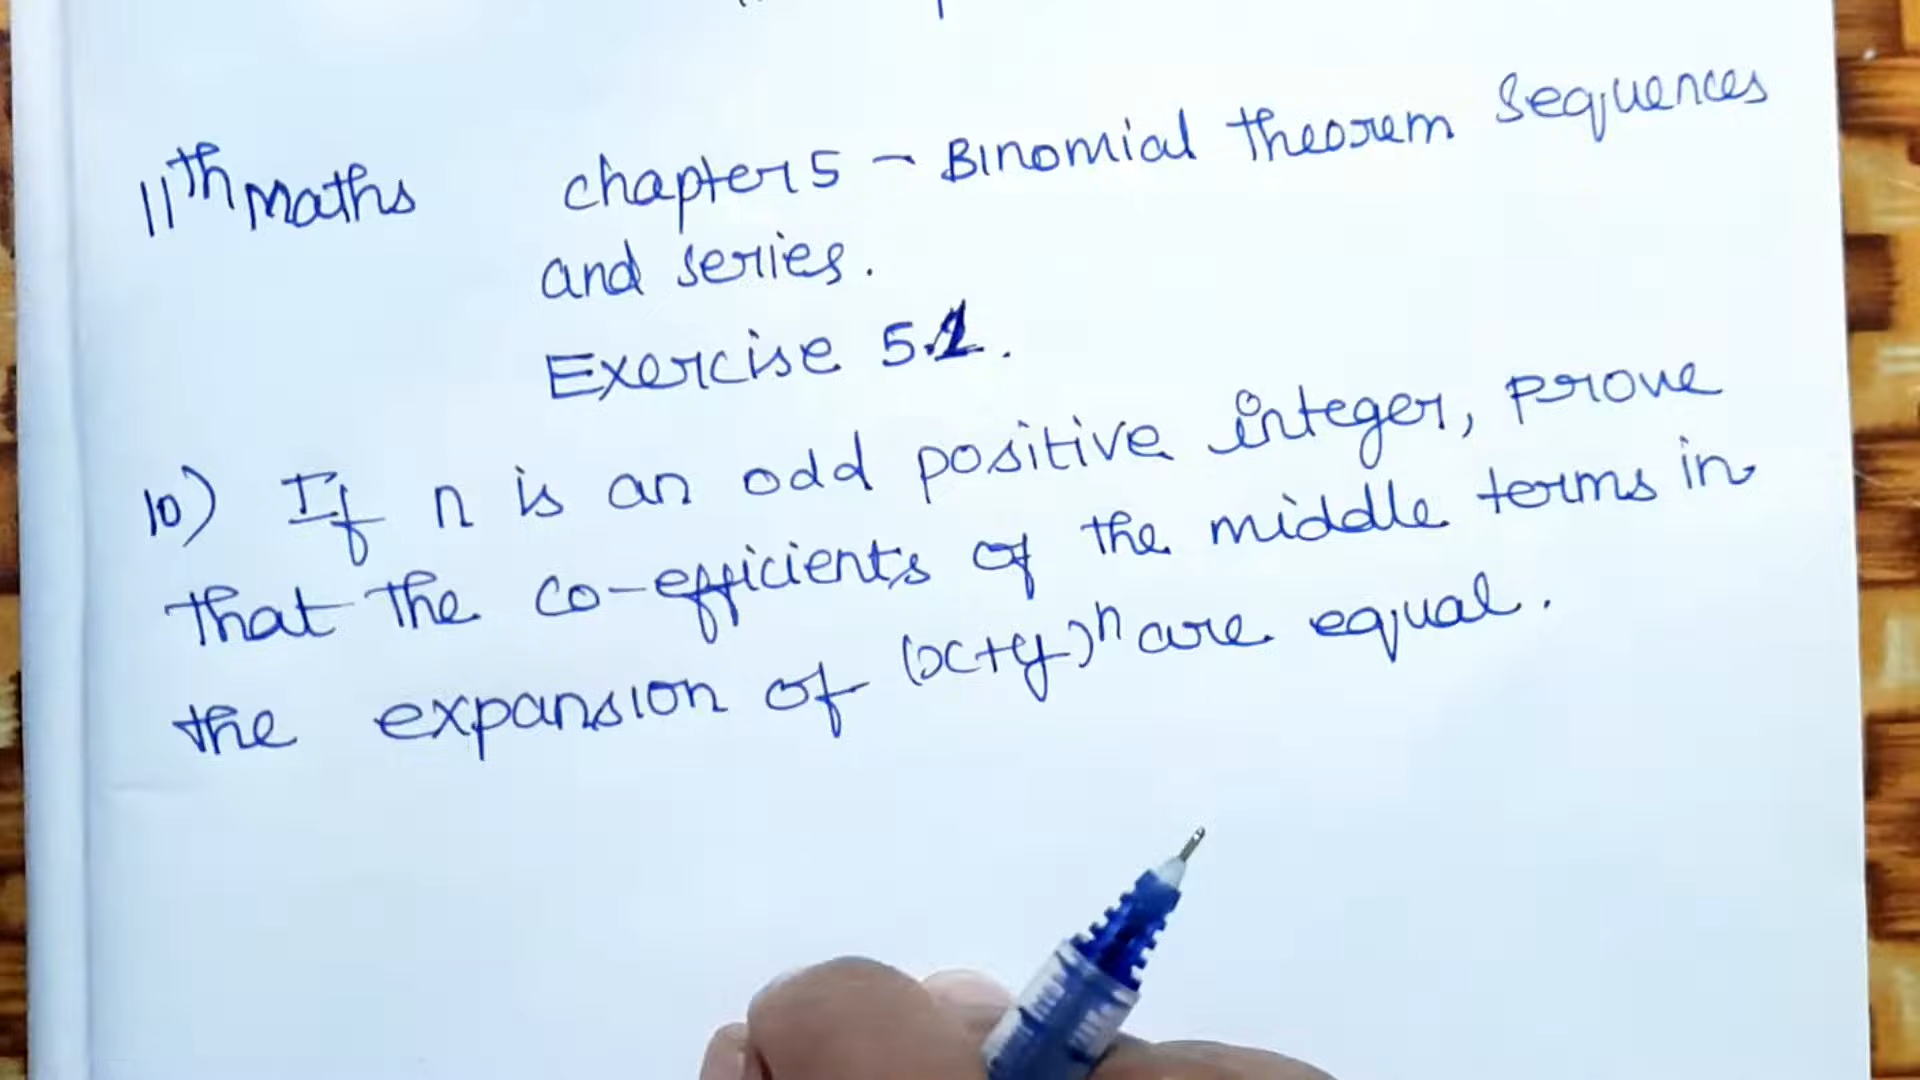 11th Maths chapter 5 - Binomial theorem sequences
and series.
Exercise 5.1.
10) If n is an odd positive integer, prove
that the co-efficients of the middle terms in
the expansion of (x+y)ⁿ are equal.